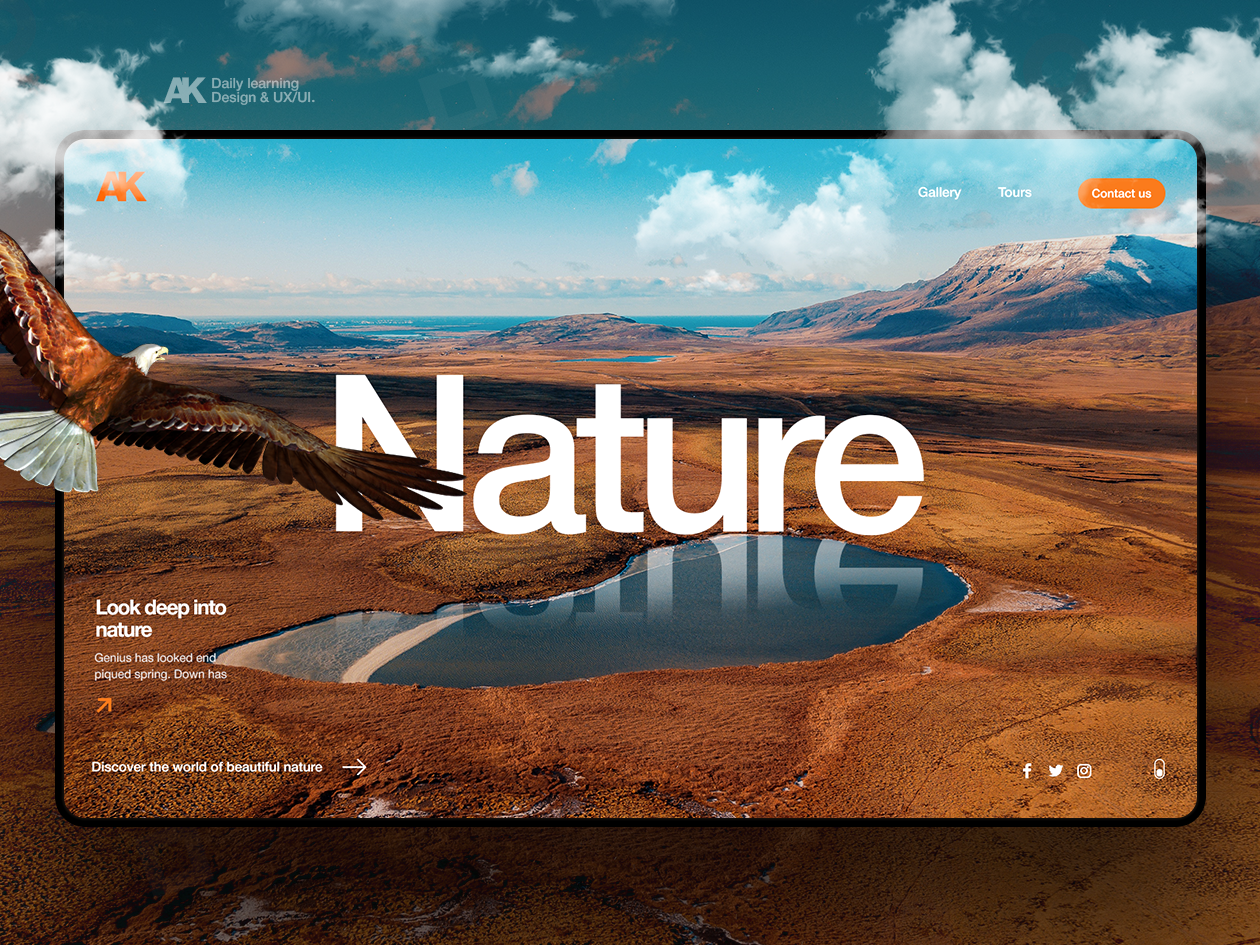 AK Daily learning
Design & UX/UI.
AK
Gallery Tours Contact us
Nature
Look deep into
nature
Genius has looked end
piqued spring. Down has
Discover the world of beautiful nature